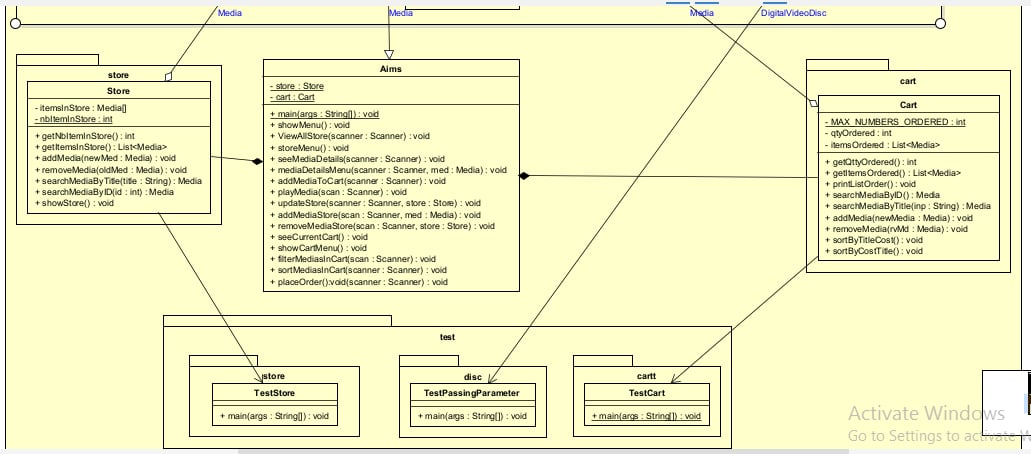 Media
Media
Media
DigitalVideoDisc
store
Store
- itemsInStore : Media[]
- nbItemInStore : int
+ getNbItemInStore() : int
+ getItemsInStore() : List<Media>
+ addMedia(newMed : Media) : void
+ removeMedia(oldMed : Media) : void
+ searchMediaByTitle(title : String) : Media
+ searchMediaByID(id : int) : Media
+ showStore() : void
Aims
- store : Store
- cart : Cart
+ main(args : String[]) : void
+ showMenu() : void
+ ViewAllStore(scanner : Scanner) : void
+ storeMenu() : void
+ seeMediaDetails(scanner : Scanner) : void
+ mediaDetailsMenu(scanner : Scanner, med : Media) : void
+ addMediaToCart(scanner : Scanner) : void
+ playMedia(scan : Scanner) : void
+ updateStore(scanner : Scanner, store : Store) : void
+ addMediaStore(scan : Scanner, med : Media) : void
+ removeMediaStore(scan : Scanner, store : Store) : void
+ seeCurrentCart() : void
+ showCartMenu() : void
+ filterMediasInCart(scan : Scanner) : void
+ sortMediasInCart(scanner : Scanner) : void
+ placeOrder():void(scanner : Scanner) : void
cart
Cart
- MAX_NUMBERS_ORDERED : int
- qtyOrdered : int
- itemsOrdered : List<Media>
+ getQttyOrdered() : int
+ getItemsOrdered() : List<Media>
+ printListOrder() : void
+ searchMediaByID() : Media
+ searchMediaByTitle(inp : String) : Media
+ addMedia(newMedia : Media) : void
+ removeMedia(rvMd : Media) : void
+ sortByTitleCost() : void
+ sortByCostTitle() : void
test
store
TestStore
+ main(args : String[]) : void
disc
TestPassingParameter
+ main(args : String[]) : void
cartt
TestCart
+ main(args : String[]) : void
Activate Windows
Go to Settings to activate W